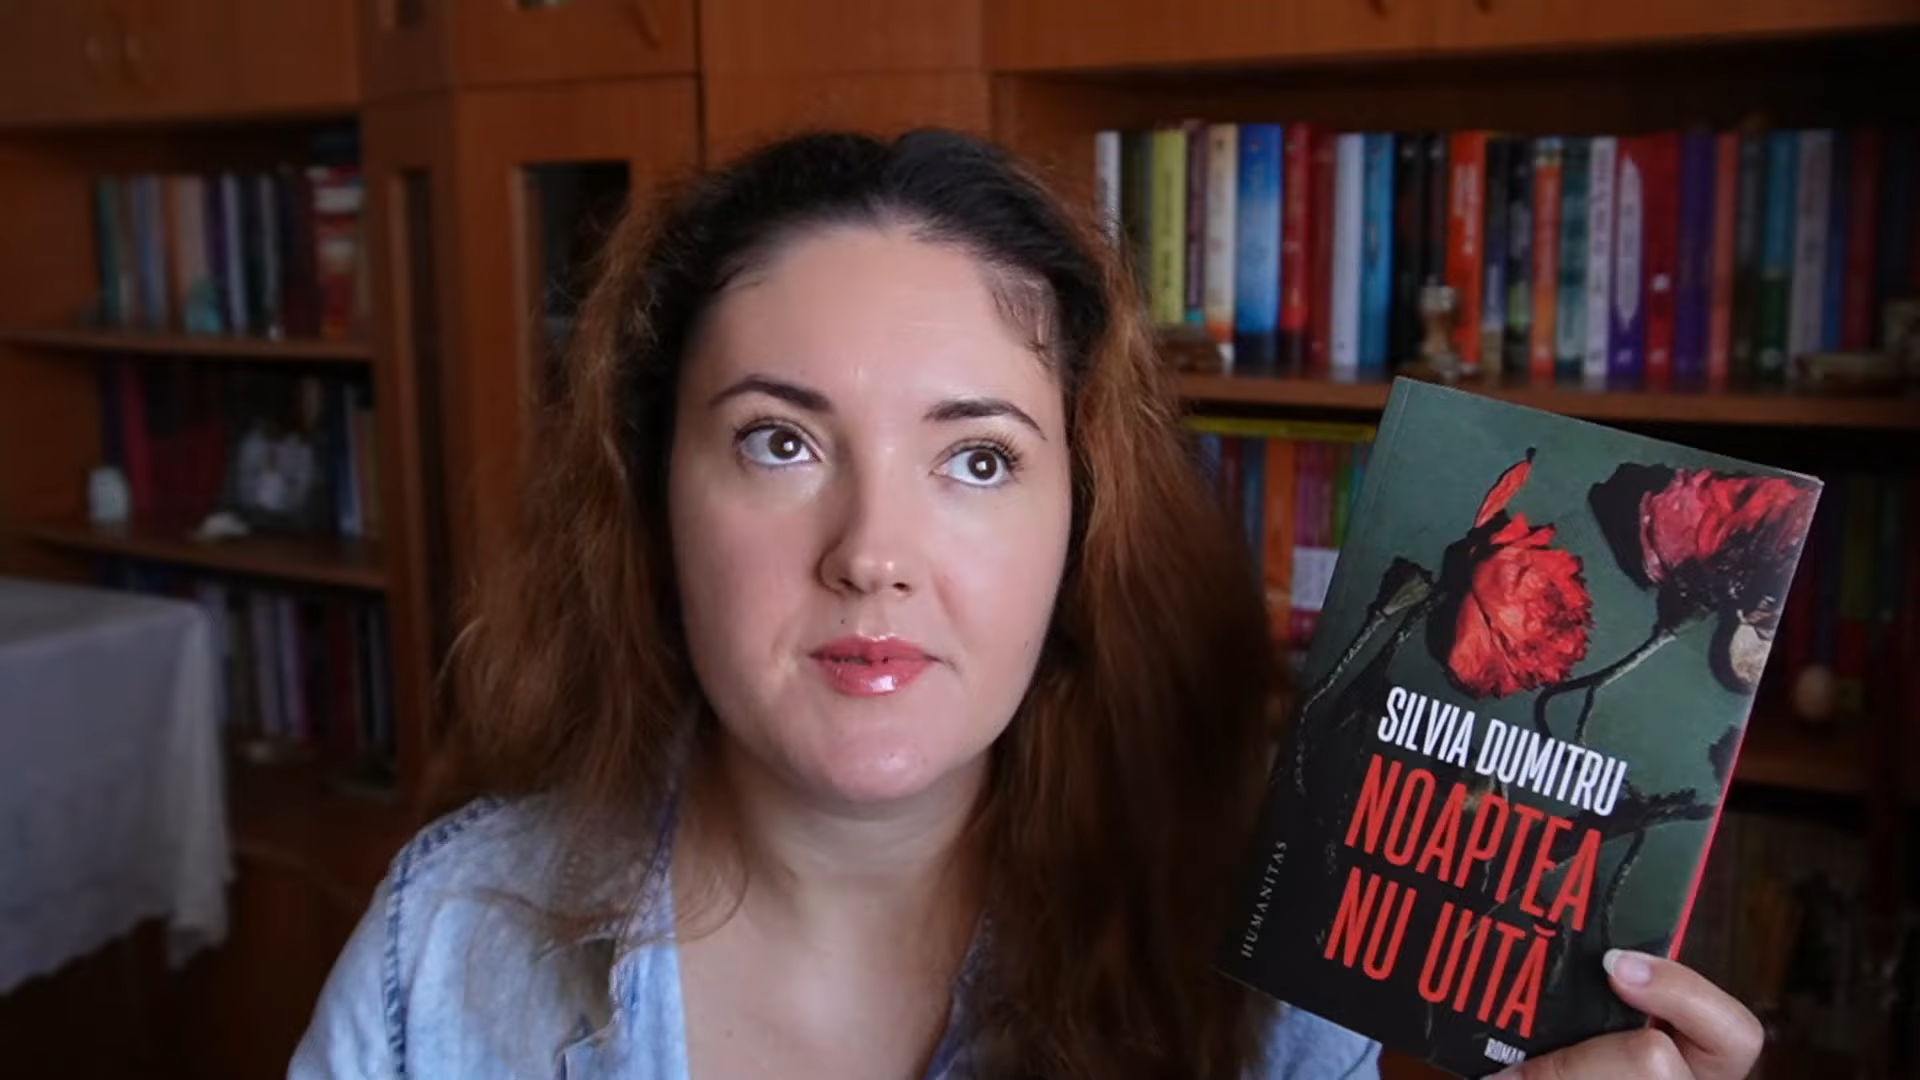 SILVIA DUMITRU
NOAPTEA
NU UITĂ
ROMAN
HUMANITAS